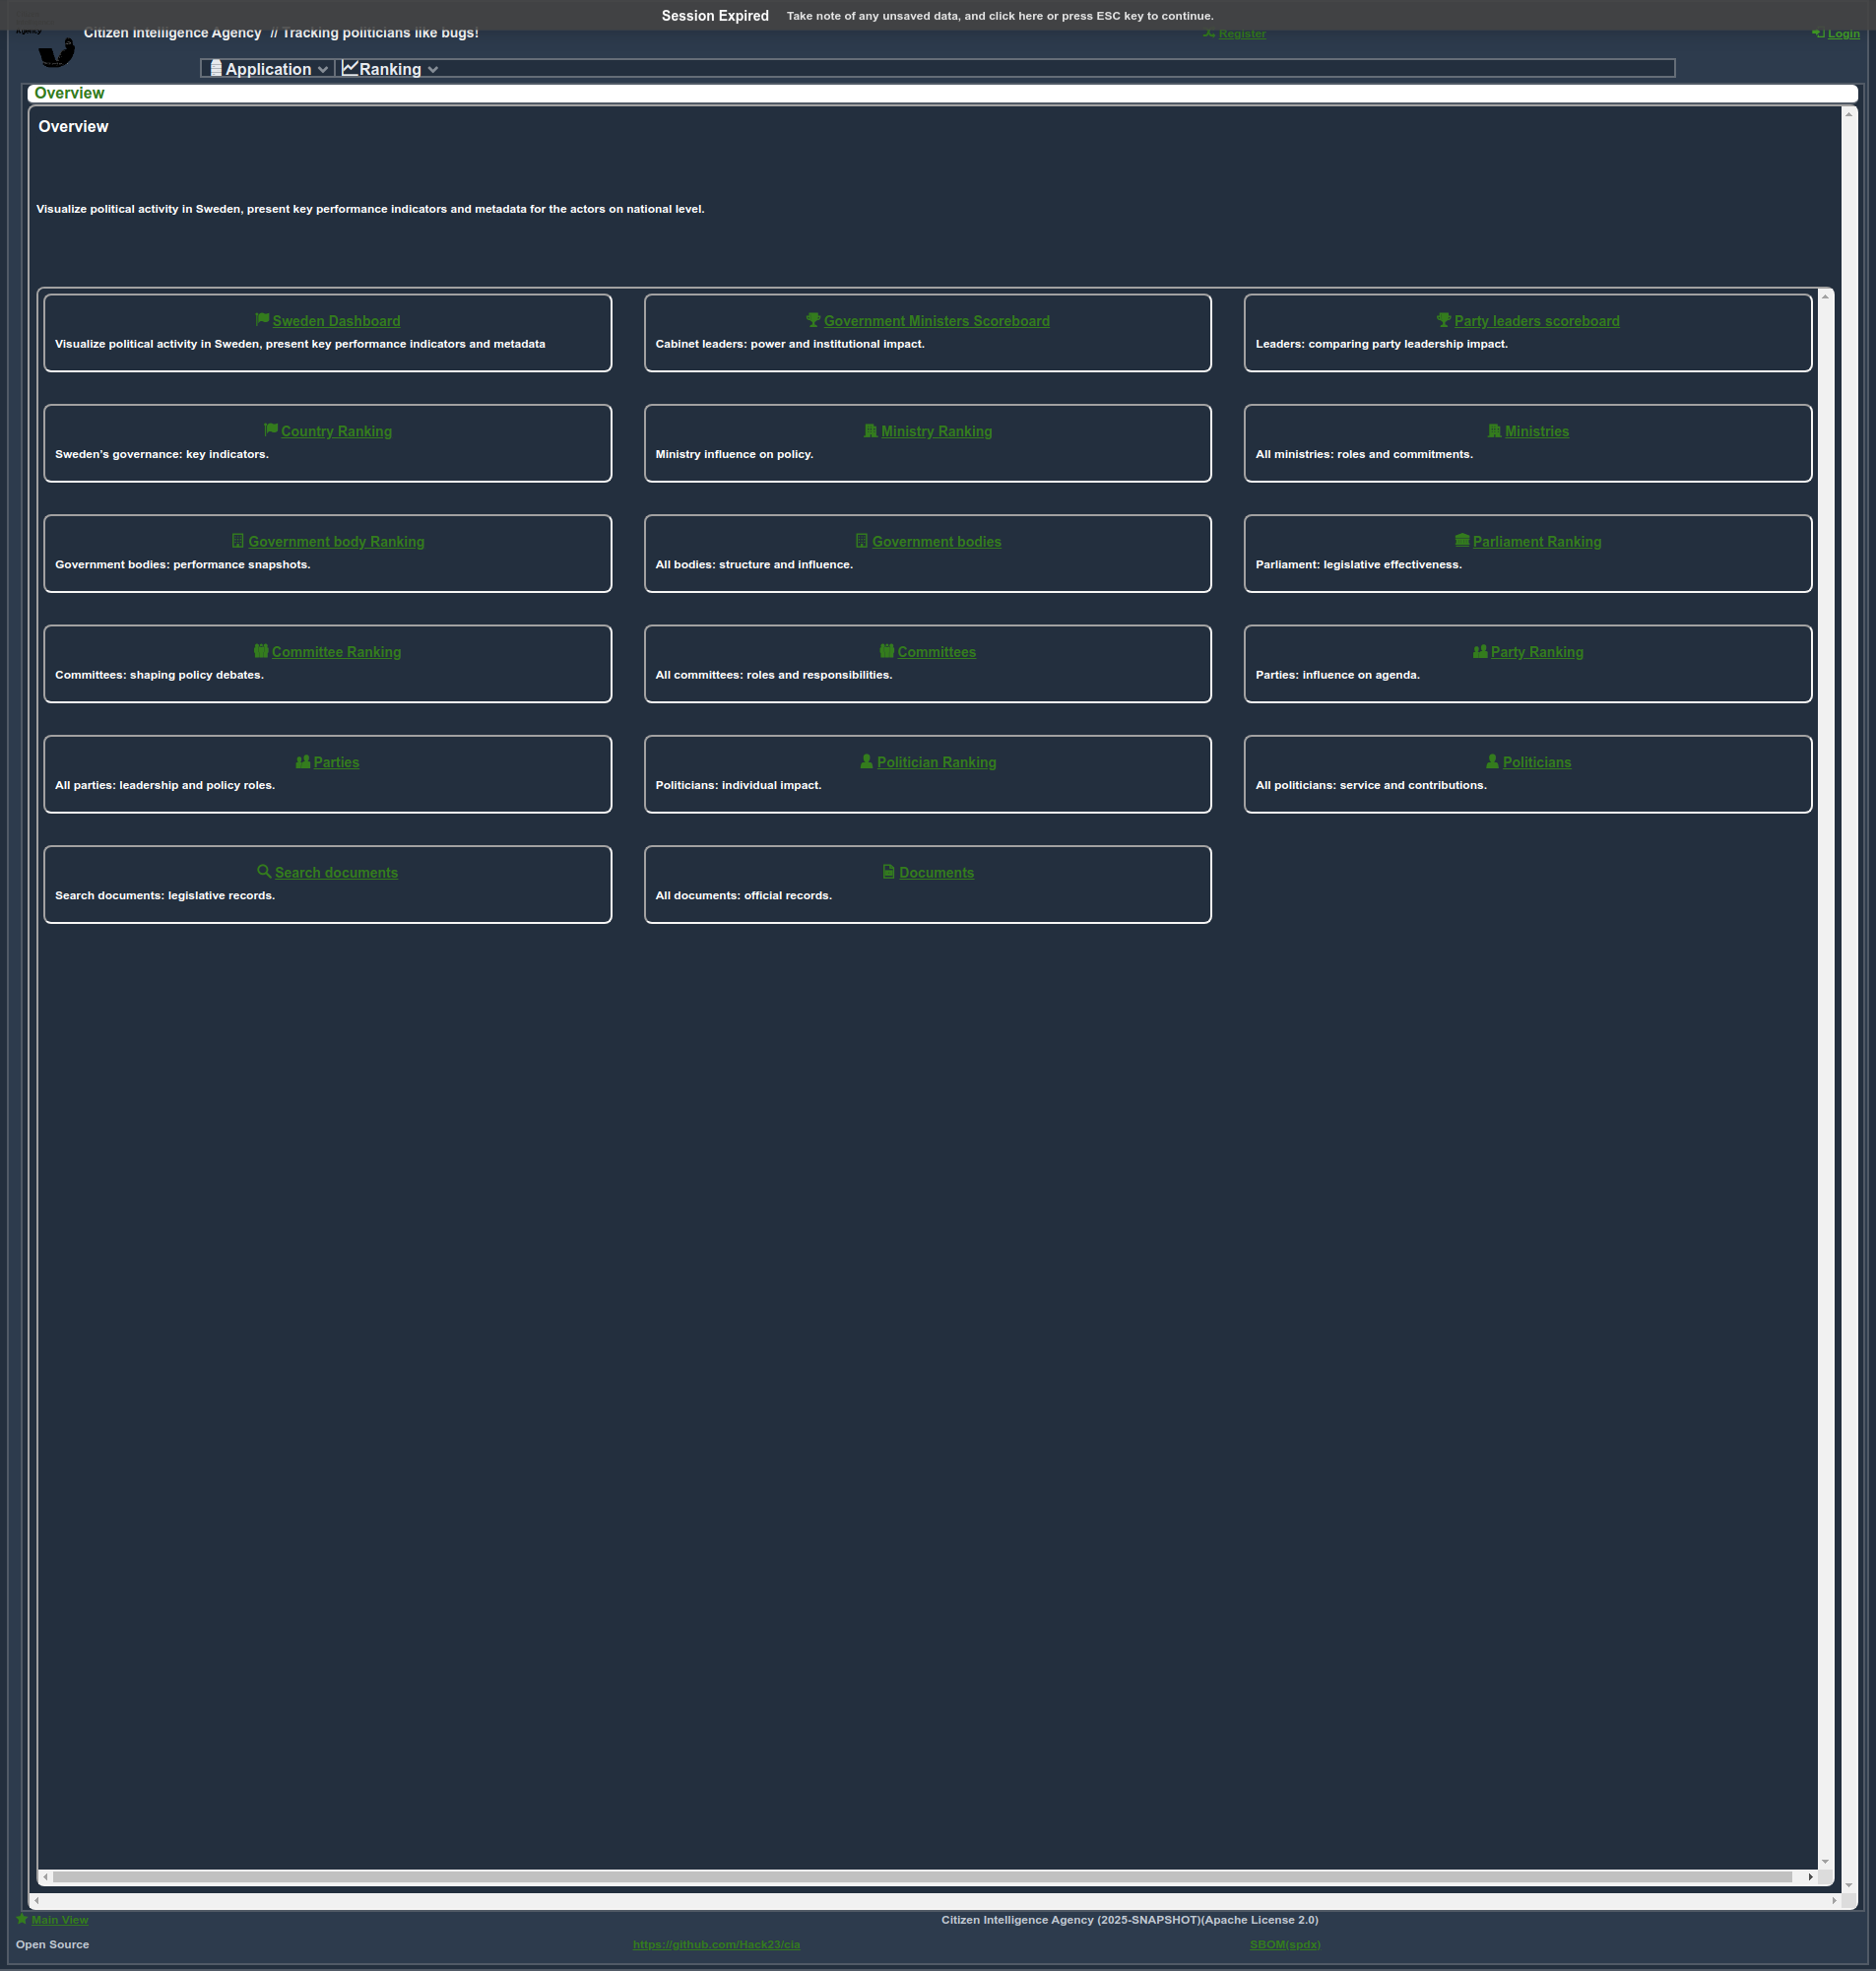 Session Expired Take note of any unsaved data, and click here or press ESC key to continue.
Agency
Citizen Intelligence Agency // Tracking politicians like bugs!
Register
Login
Application
Ranking
Overview
Overview
Visualize political activity in Sweden, present key performance indicators and metadata for the actors on national level.
Sweden Dashboard
Visualize political activity in Sweden, present key performance indicators and metadata
Government Ministers Scoreboard
Cabinet leaders: power and institutional impact.
Party leaders scoreboard
Leaders: comparing party leadership impact.
Country Ranking
Sweden's governance: key indicators.
Ministry Ranking
Ministry influence on policy.
Ministries
All ministries: roles and commitments.
Government body Ranking
Government bodies: performance snapshots.
Government bodies
All bodies: structure and influence.
Parliament Ranking
Parliament: legislative effectiveness.
Committee Ranking
Committees: shaping policy debates.
Committees
All committees: roles and responsibilities.
Party Ranking
Parties: influence on agenda.
Parties
All parties: leadership and policy roles.
Politician Ranking
Politicians: individual impact.
Politicians
All politicians: service and contributions.
Search documents
Search documents: legislative records.
Documents
All documents: official records.
Main View
Citizen Intelligence Agency (2025-SNAPSHOT)(Apache License 2.0)
Open Source
https://github.com/Hack23/cia
SBOM(spdx)